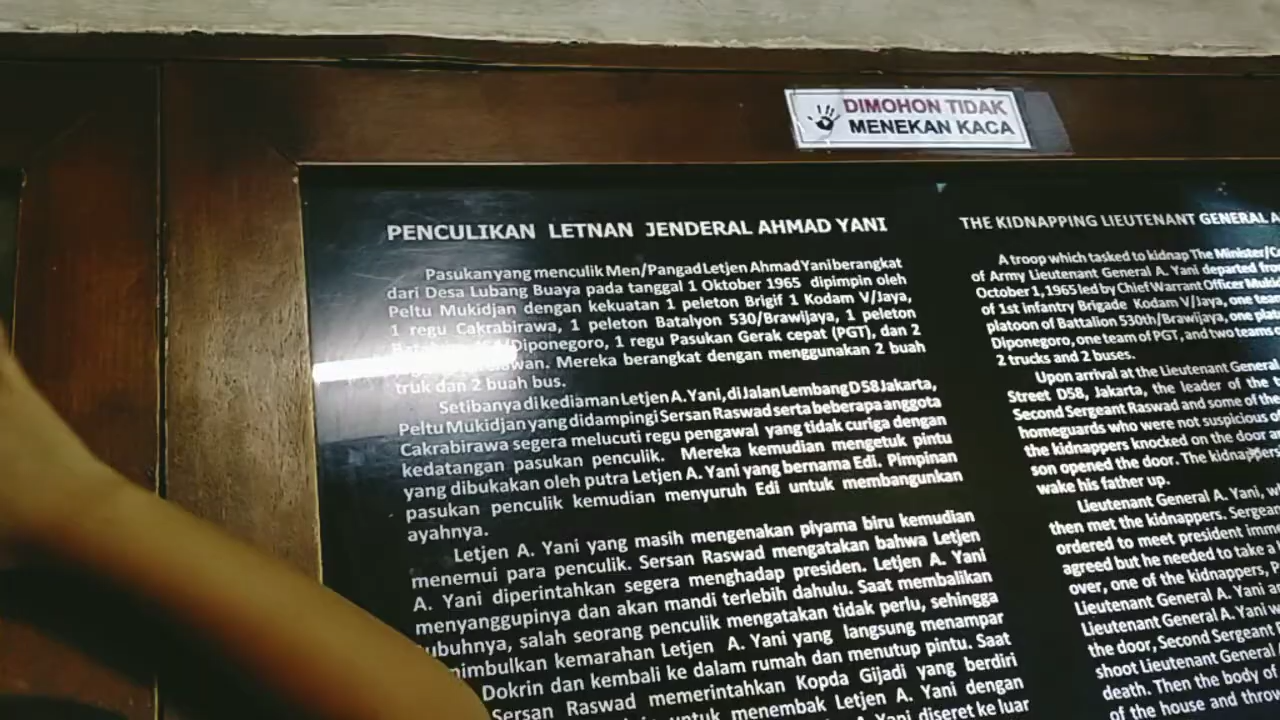 DIMOHON TIDAK
MENEKAN KACA
PENCULIKAN LETNAN JENDERAL AHMAD YANI
Pasukan yang menculik Men/Pangad Letjen Ahmad Yani berangkat
dari Desa Lubang Buaya pada tanggal 1 Oktober 1965 dipimpin oleh
Peltu Mukidjan dengan kekuatan 1 peleton Brigif 1 Kodam V/Jaya,
1 regu Cakrabirawa, 1 peleton Batalyon 530/Brawijaya, 1 peleton
/Diponegoro, 1 regu Pasukan Gerak cepat (PGT), dan 2
Mereka berangkat dengan menggunakan 2 buah
truk dan 2 buah bus.
Setibanya di kediaman Letjen A. Yani, di Jalan Lembang D58 Jakarta,
Peltu Mukidjan yang didampingi Sersan Raswad serta beberapa anggota
Cakrabirawa segera melucuti regu pengawal yang tidak curiga dengan
kedatangan pasukan penculik. Mereka kemudian mengetuk pintu
yang dibukakan oleh putra Letjen A. Yani yang bernama Edi. Pimpinan
pasukan penculik kemudian menyuruh Edi untuk membangunkan
ayahnya.
Letjen A. Yani yang masih mengenakan piyama biru kemudian
menemui para penculik. Sersan Raswad mengatakan bahwa Letjen
A. Yani diperintahkan segera menghadap presiden. Letjen A. Yani
menyanggupinya dan akan mandi terlebih dahulu. Saat membalikan
tubuhnya, salah seorang penculik mengatakan tidak perlu, sehingga
menimbulkan kemarahan Letjen A. Yani yang langsung menampar
Dokrin dan kembali ke dalam rumah dan menutup pintu. Saat
Sersan Raswad memerintahkan Kopda Gijadi yang berdiri
untuk menembak Letjen A. Yani dengan
A. Yani diseret ke luar
THE KIDNAPPING LIEUTENANT GENERAL A
A troop which tasked to kidnap The Minister/C
of Army Lieutenant General A. Yani departed fro
October 1, 1965 led by Chief Warrant Officer Muki
of 1st infantry Brigade Kodam V/Jaya, one team
platoon of Battalion 530th/Brawijaya, one plat
Diponegoro, one team of PGT, and two teams o
2 trucks and 2 buses.
Upon arrival at the Lieutenant General
Street D58, Jakarta, the leader of the k
Second Sergeant Raswad and some of the
homeguards who were not suspicious o
the kidnappers knocked on the door a
son opened the door. The kidnappers
wake his father up.
Lieutenant General A. Yani, w
then met the kidnappers. Sergea
ordered to meet president imm
agreed but he needed to take a
over, one of the kidnappers, P
Lieutenant General A. Yani a
Lieutenant General A. Yani w
the door, Second Sergeant
shoot Lieutenant General
death. Then the body of
of the house and throw